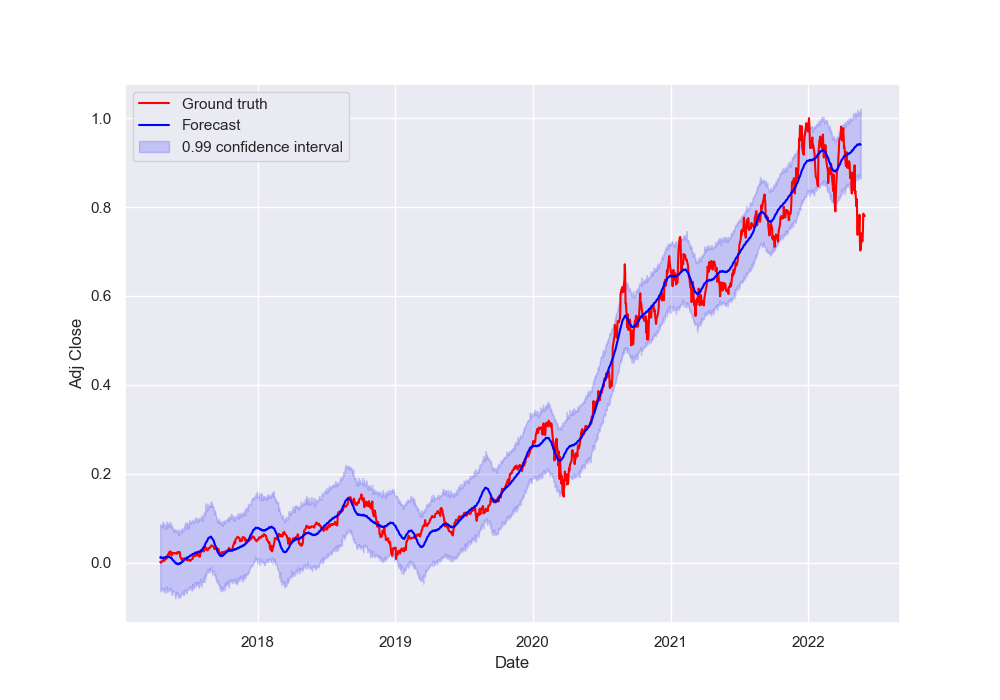 Ground truth
Forecast
0.99 confidence interval
1.0
0.8
0.6
0.4
0.2
0.0
Adj Close
2018 2019 2020 2021 2022
Date